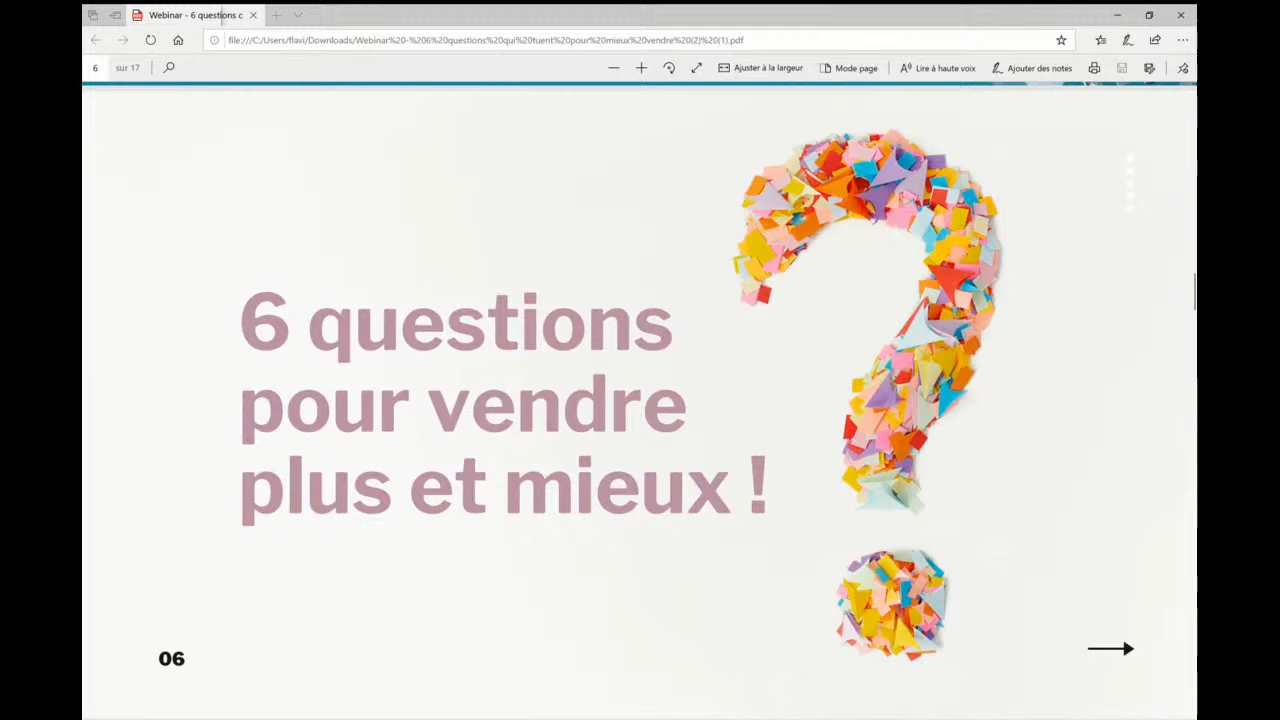 Webinar - 6 questions c
file:///C:/Users/flavi/Downloads/Webinar%20-%206%20questions%20qui%20tuent%20pour%20mieux%20vendre%20(2)%20(1).pdf
6 sur 17
Ajuster à la largeur
Mode page
Lire à haute voix
Ajouter des notes
6 questions
pour vendre
plus et mieux !
06